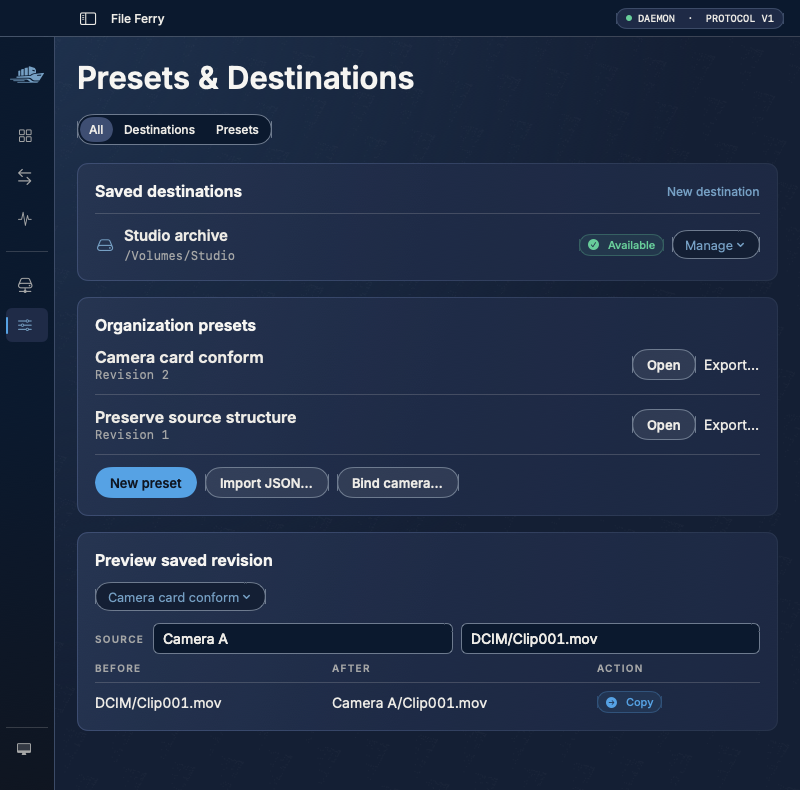 File Ferry
DAEMON · PROTOCOL V1
Presets & Destinations
All Destinations Presets
Saved destinations
New destination
Studio archive
/Volumes/Studio
Available
Manage
Organization presets
Camera card conform
Revision 2
Open Export...
Preserve source structure
Revision 1
Open Export...
New preset Import JSON... Bind camera...
Preview saved revision
Camera card conform
SOURCE Camera A DCIM/Clip001.mov
BEFORE AFTER ACTION
DCIM/Clip001.mov Camera A/Clip001.mov Copy